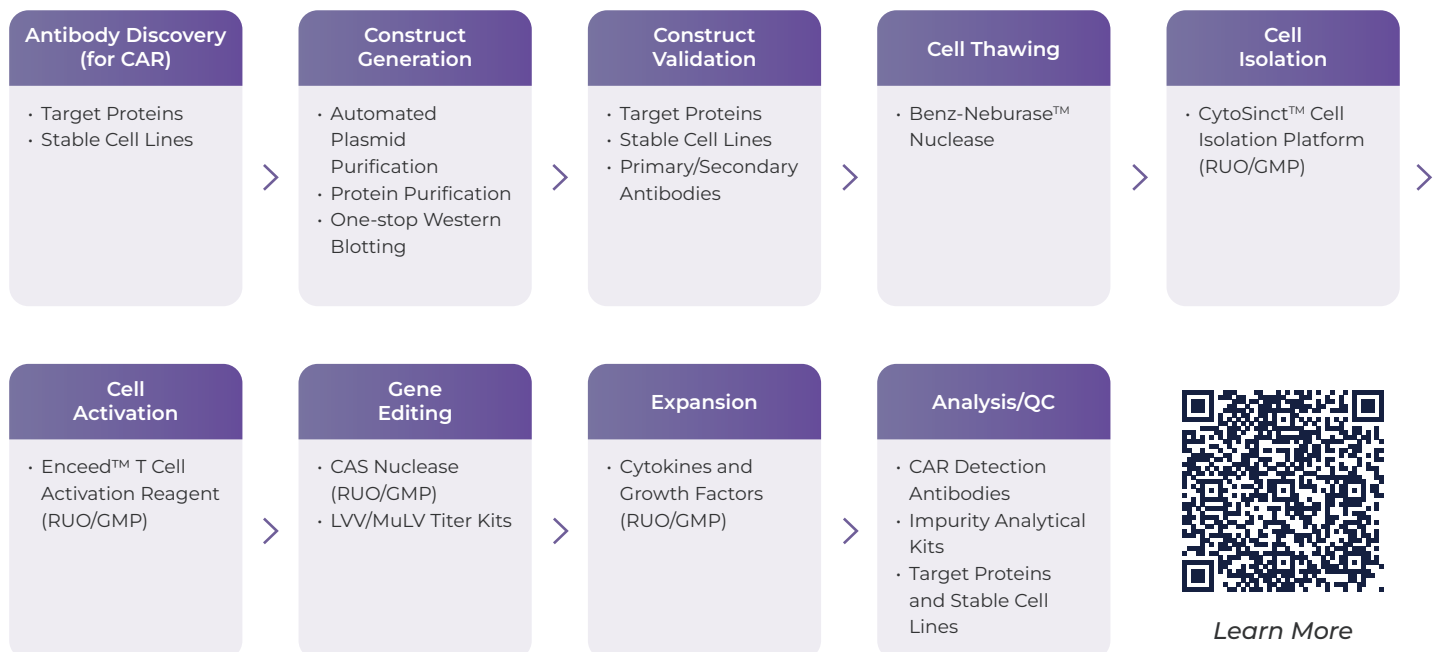 Antibody Discovery
(for CAR)
· Target Proteins
· Stable Cell Lines
Construct
Generation
· Automated
Plasmid
Purification
· Protein Purification
· One-stop Western
Blotting
Construct
Validation
· Target Proteins
· Stable Cell Lines
· Primary/Secondary
Antibodies
Cell Thawing
· Benz-Neburase™
Nuclease
Cell
Isolation
· CytoSinct™ Cell
Isolation Platform
(RUO/GMP)
Cell
Activation
· Enceed™ T Cell
Activation Reagent
(RUO/GMP)
Gene
Editing
· CAS Nuclease
(RUO/GMP)
· LVV/MuLV Titer Kits
Expansion
· Cytokines and
Growth Factors
(RUO/GMP)
Analysis/QC
· CAR Detection
Antibodies
· Impurity Analytical
Kits
· Target Proteins
and Stable Cell
Lines
Learn More